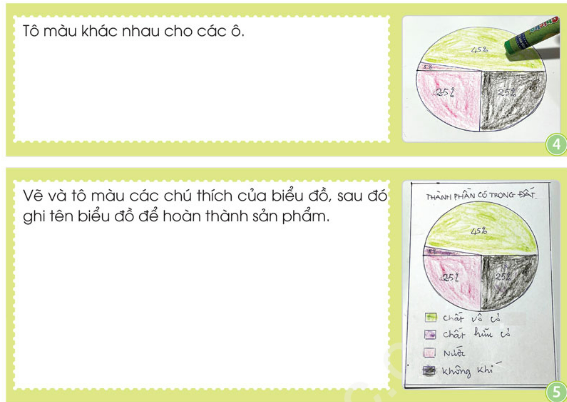 Tô màu khác nhau cho các ô.
45%
5%
25%
25%
4
Vẽ và tô màu các chú thích của biểu đồ, sau đó
ghi tên biểu đồ để hoàn thành sản phẩm.
THÀNH PHẦN CÓ TRONG ĐẤT
45%
25%
25%
Chất vô cơ
Chất hữu cơ
Nước
không khí
5